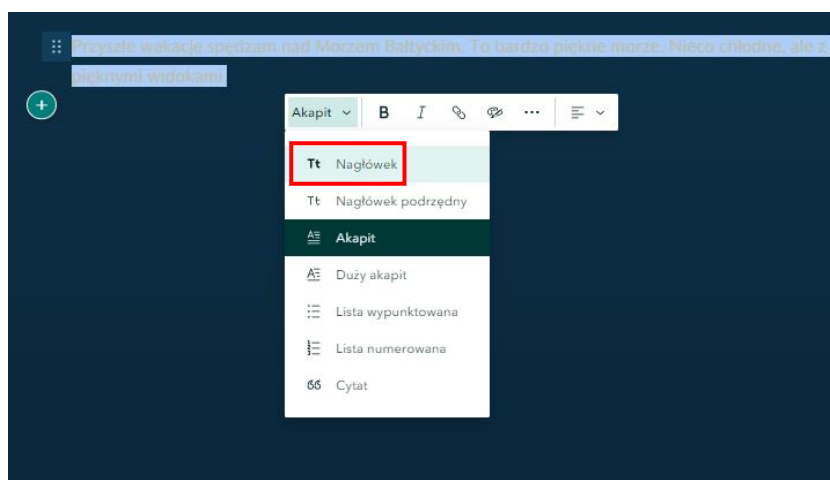 Przyszłe wakacje spędzam nad Morzem Bałtyckim. To bardzo piękne morze. Nieco chłodne, ale z
pięknymi widokami.
Akapit B I
Tt Nagłówek
Tt Nagłówek podrzędny
Akapit
Duży akapit
Lista wypunktowana
Lista numerowana
Cytat